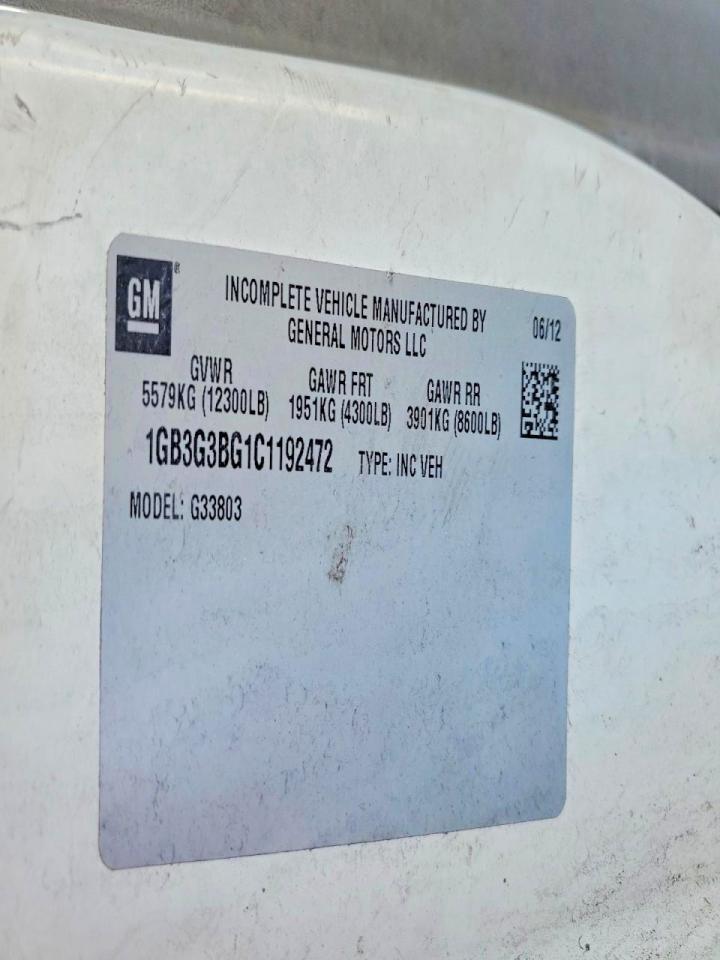 GM®
INCOMPLETE VEHICLE MANUFACTURED BY
GENERAL MOTORS LLC
06/12
GVWR GAWR FRT GAWR RR
5579KG (12300LB) 1951KG (4300LB) 3901KG (8600LB)
1GB3G3BG1C1192472 TYPE: INC VEH
MODEL: G33803